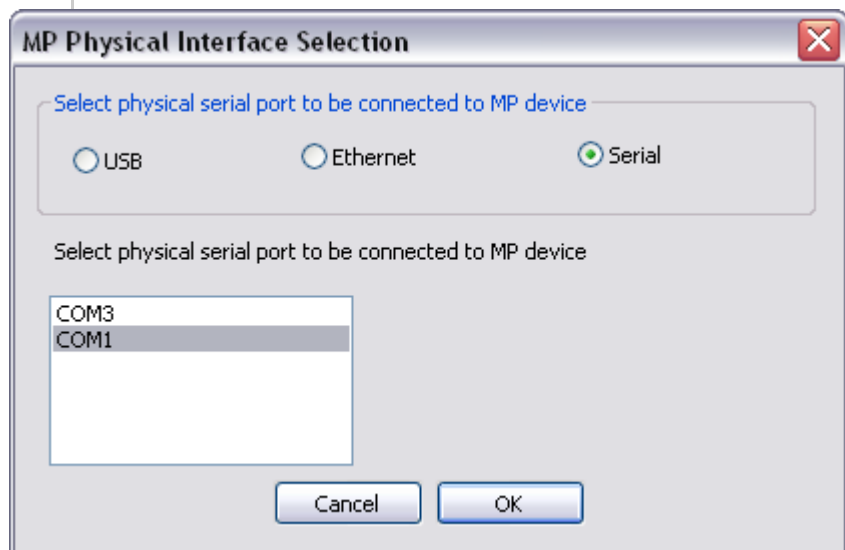 MP Physical Interface Selection
Select physical serial port to be connected to MP device
USB
Ethernet
Serial
Select physical serial port to be connected to MP device
COM3
COM1
Cancel
OK